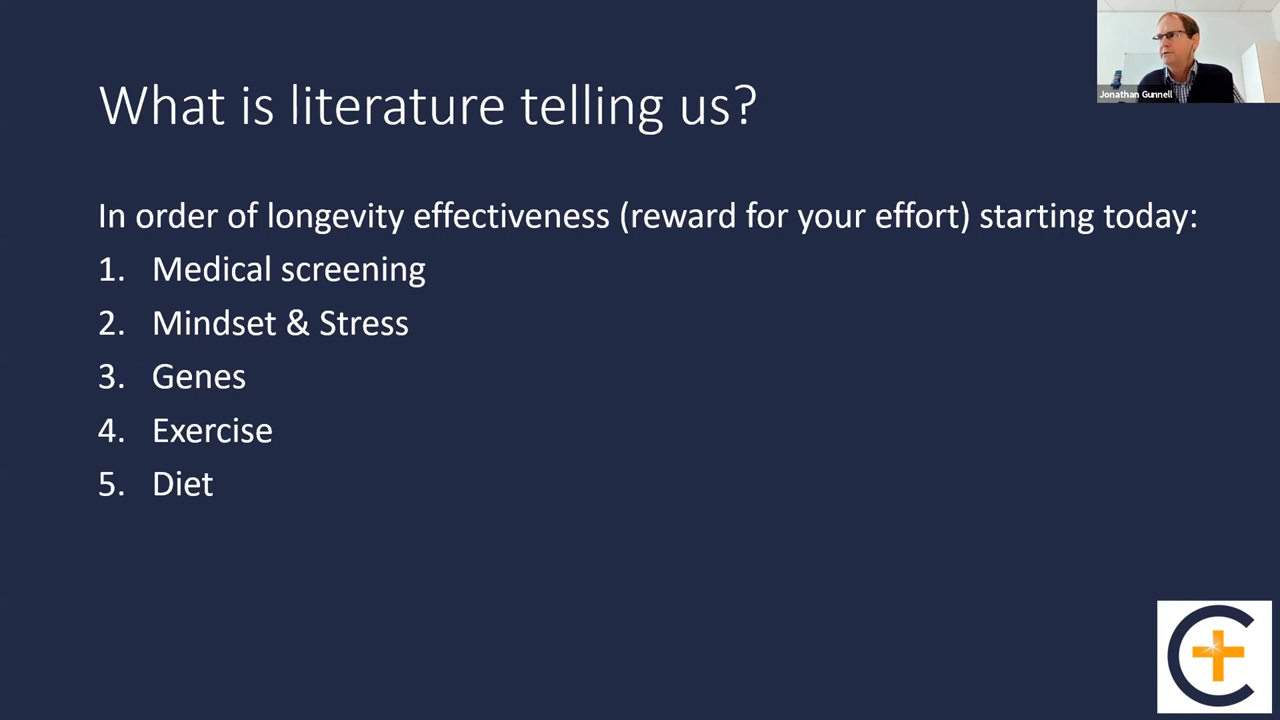 Jonathan Gunnell
What is literature telling us?
In order of longevity effectiveness (reward for your effort) starting today:
1. Medical screening
2. Mindset & Stress
3. Genes
4. Exercise
5. Diet